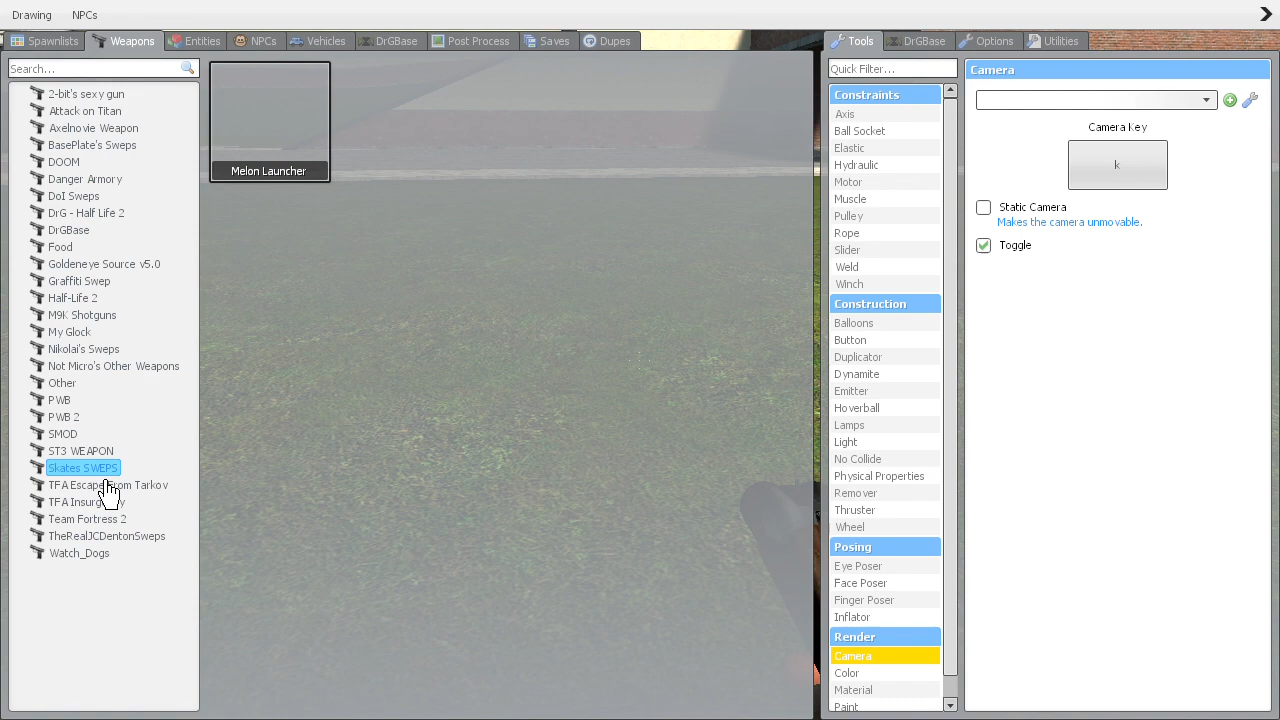 Drawing NPCs
Spawnlists Weapons Entities NPCs Vehicles DrGBase Post Process Saves Dupes
Search...
2-bit's sexy gun
Attack on Titan
Axelnovie Weapon
BasePlate's Sweps
DOOM
Danger Armory
DoI Sweps
DrG - Half Life 2
DrGBase
Food
Goldeneye Source v5.0
Graffiti Swep
Half-Life 2
M9K Shotguns
My Glock
Nikolai's Sweps
Not Micro's Other Weapons
Other
PWB
PWB 2
SMOD
ST3 WEAPON
Skates SWEPS
TFA Escape From Tarkov
Team Fortress 2
TheRealJCDentonSweps
Watch_Dogs
Melon Launcher
Tools DrGBase Options Utilities
Quick Filter...
Constraints
Axis
Ball Socket
Elastic
Hydraulic
Motor
Muscle
Pulley
Rope
Slider
Weld
Winch
Construction
Balloons
Button
Duplicator
Dynamite
Emitter
Hoverball
Lamps
Light
No Collide
Physical Properties
Remover
Thruster
Wheel
Posing
Eye Poser
Face Poser
Finger Poser
Inflator
Render
Camera
Color
Material
Paint
Camera
Camera Key
k
Static Camera
Makes the camera unmovable.
Toggle